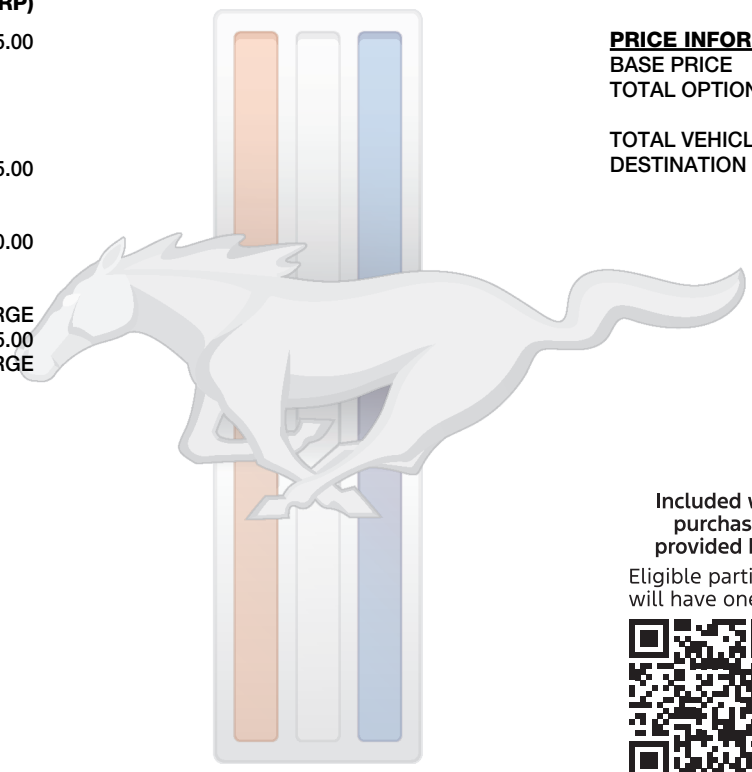 RP)
5.00
5.00
0.00
RGE
5.00
RGE
PRICE INFOR
BASE PRICE
TOTAL OPTION
TOTAL VEHICL
DESTINATION
Included
purchas
provided
Eligible parti
will have one